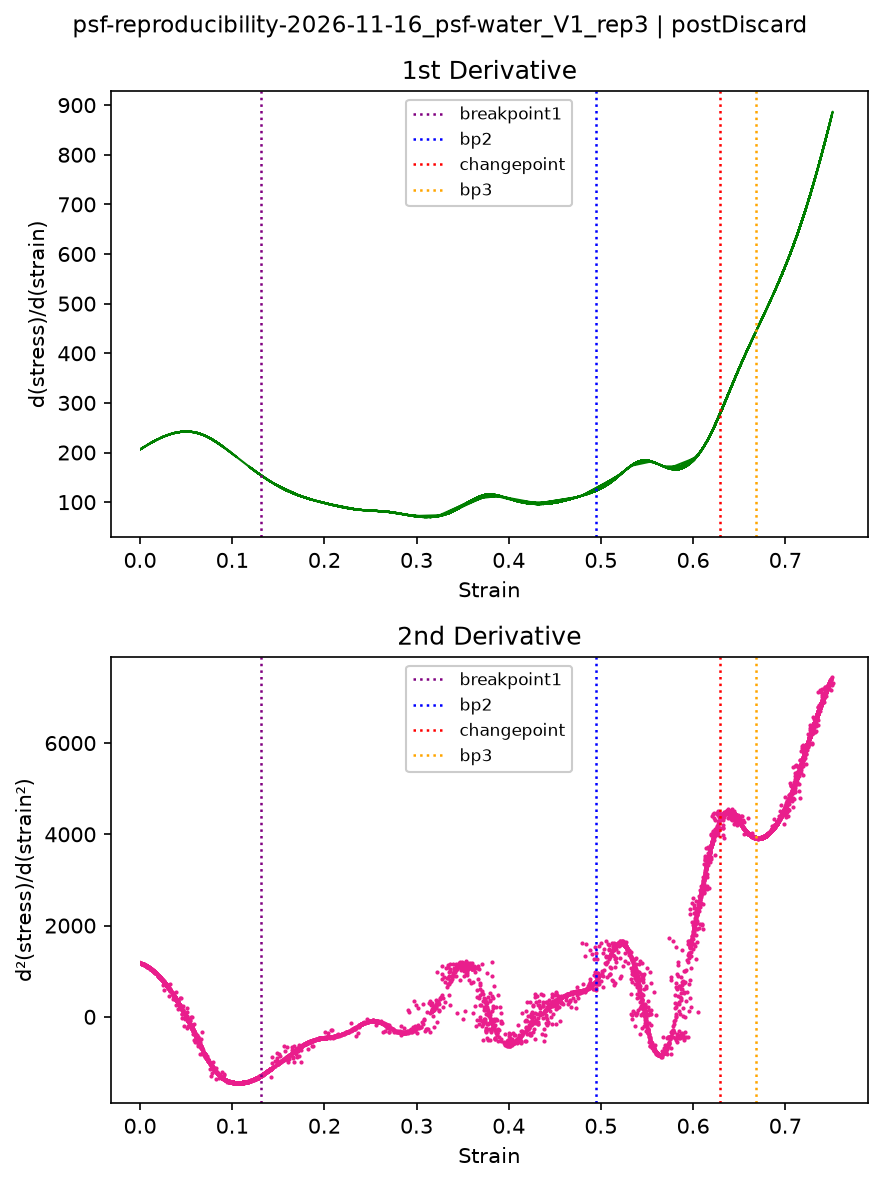 psf-reproducibility-2026-11-16_psf-water_V1_rep3 | postDiscard
1st Derivative
900
800
700
600
500
400
300
200
100
d(stress)/d(strain)
breakpoint1
bp2
changepoint
bp3
0.0 0.1 0.2 0.3 0.4 0.5 0.6 0.7
Strain
2nd Derivative
6000
4000
2000
0
d²(stress)/d(strain²)
breakpoint1
bp2
changepoint
bp3
0.0 0.1 0.2 0.3 0.4 0.5 0.6 0.7
Strain